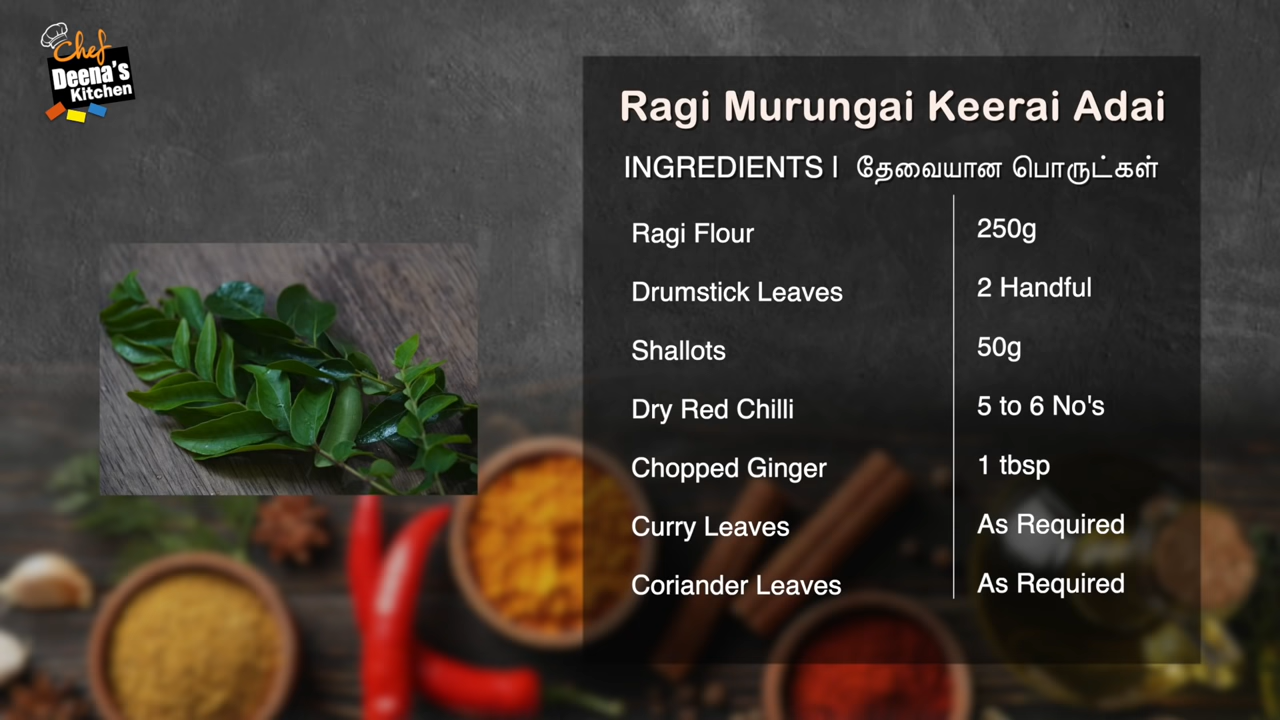 Chef
Deena's
Kitchen
Ragi Murungai Keerai Adai
INGREDIENTS | தேவையான பொருட்கள்
Ragi Flour 250g
Drumstick Leaves 2 Handful
Shallots 50g
Dry Red Chilli 5 to 6 No's
Chopped Ginger 1 tbsp
Curry Leaves As Required
Coriander Leaves As Required